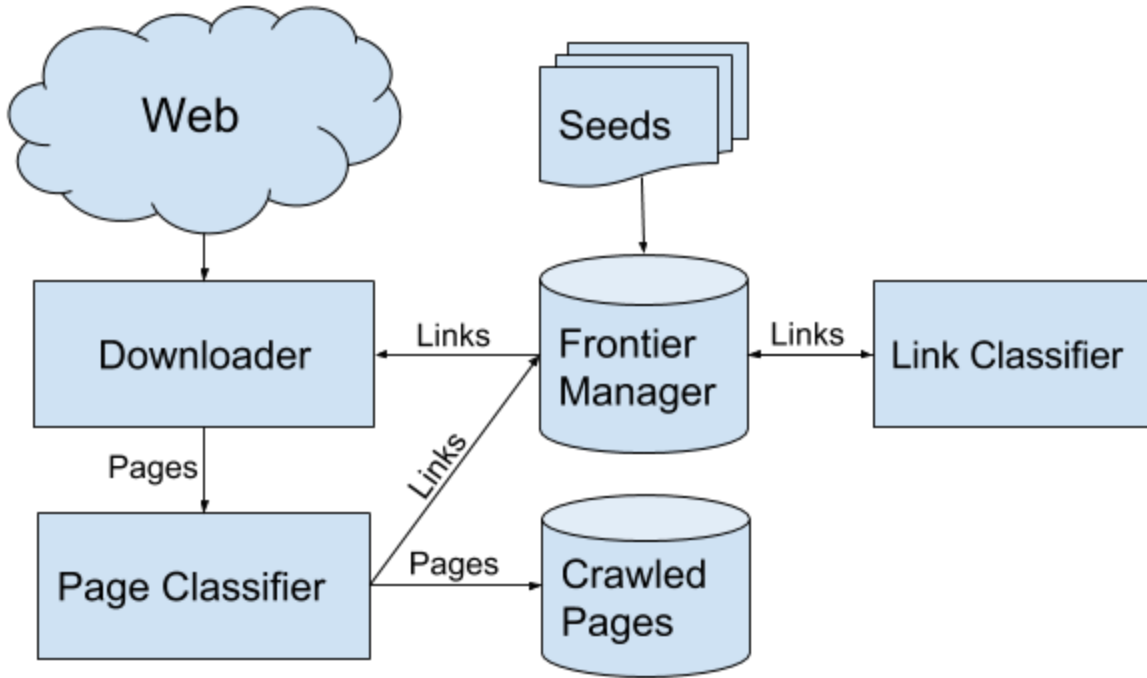 Web
Seeds
Downloader
Links
Frontier
Manager
Links
Link Classifier
Pages
Links
Page Classifier
Pages
Crawled
Pages